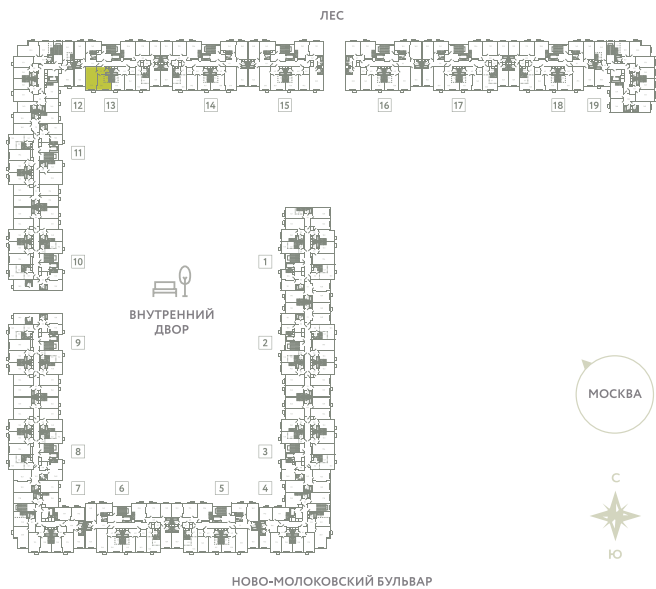 ЛЕС
12 13 14 15 16 17 18 19
11
10 1
ВНУТРЕННИЙ
ДВОР
9 2
МОСКВА
8 3
7 6 5 4
С
Ю
НОВО-МОЛОКОВСКИЙ БУЛЬВАР